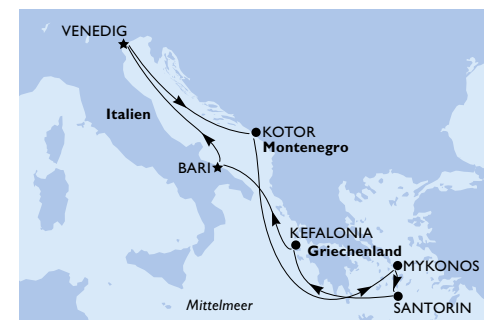 VENEDIG
Italien
KOTOR
Montenegro
BARI
KEFALONIA
Griechenland
MYKONOS
SANTORIN
Mittelmeer